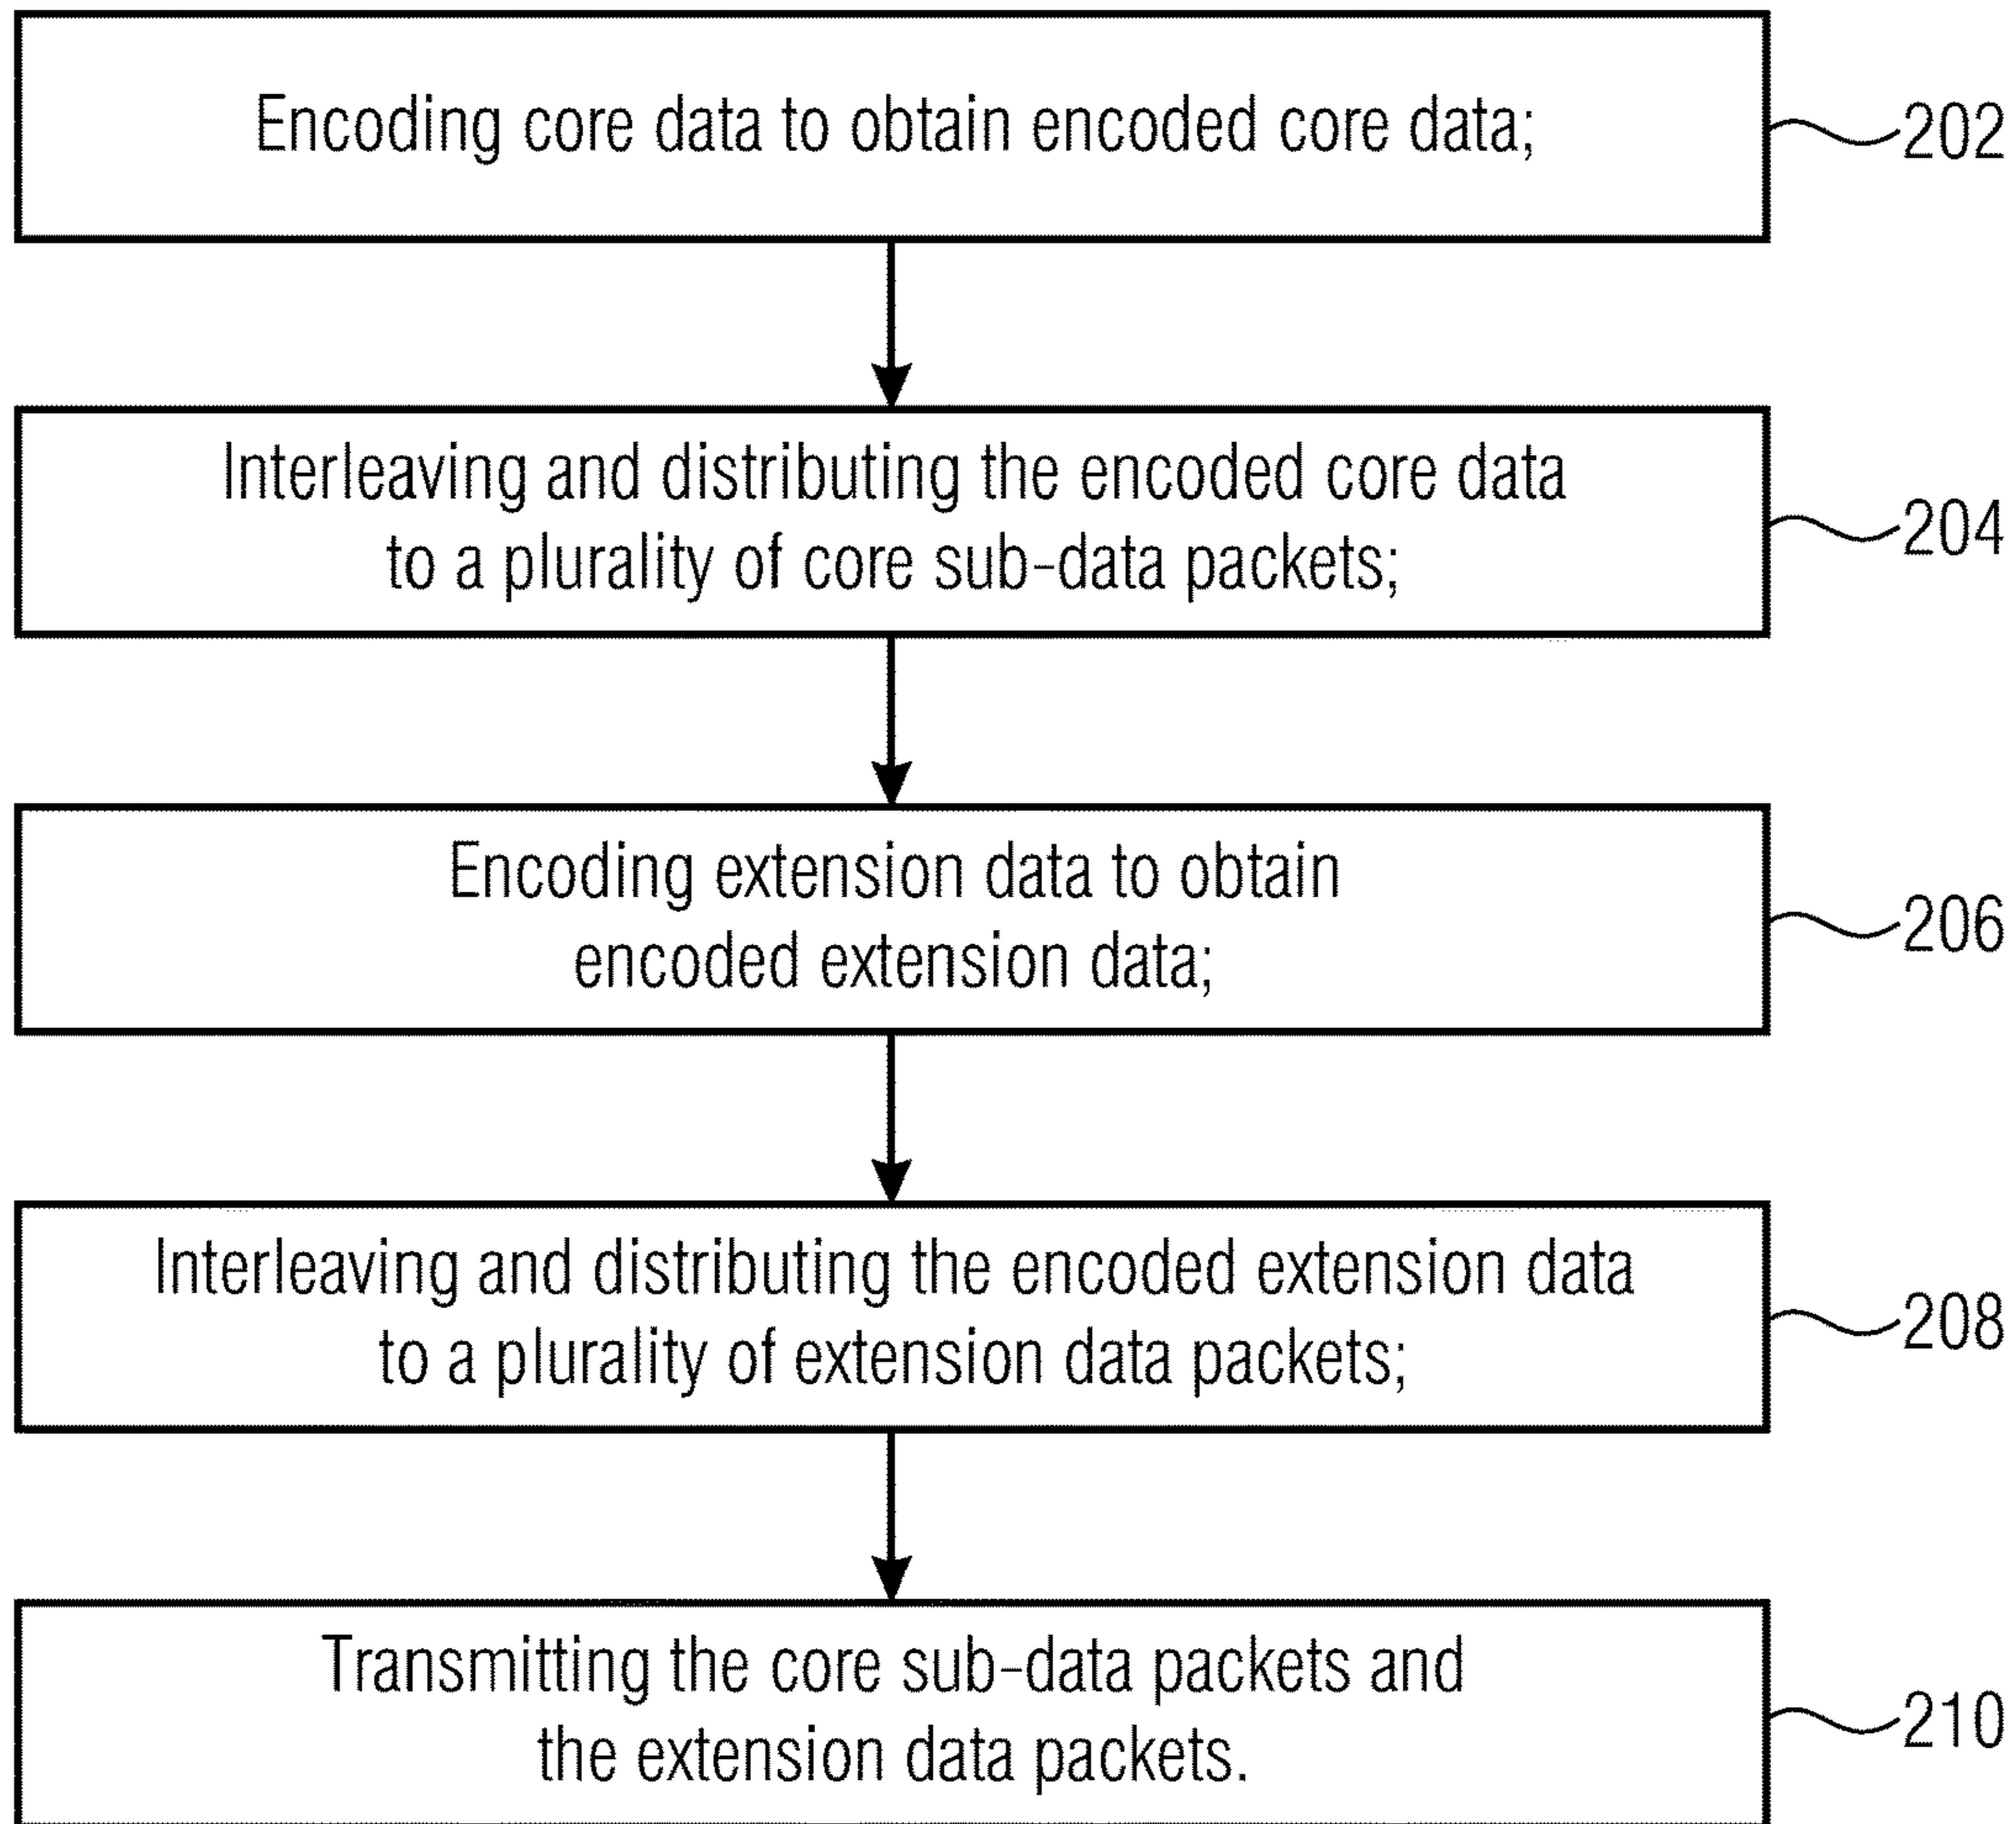 Encoding core data to obtain encoded core data;
202
Interleaving and distributing the encoded core data
to a plurality of core sub-data packets;
204
Encoding extension data to obtain
encoded extension data;
206
Interleaving and distributing the encoded extension data
to a plurality of extension data packets;
208
Transmitting the core sub-data packets and
the extension data packets.
210